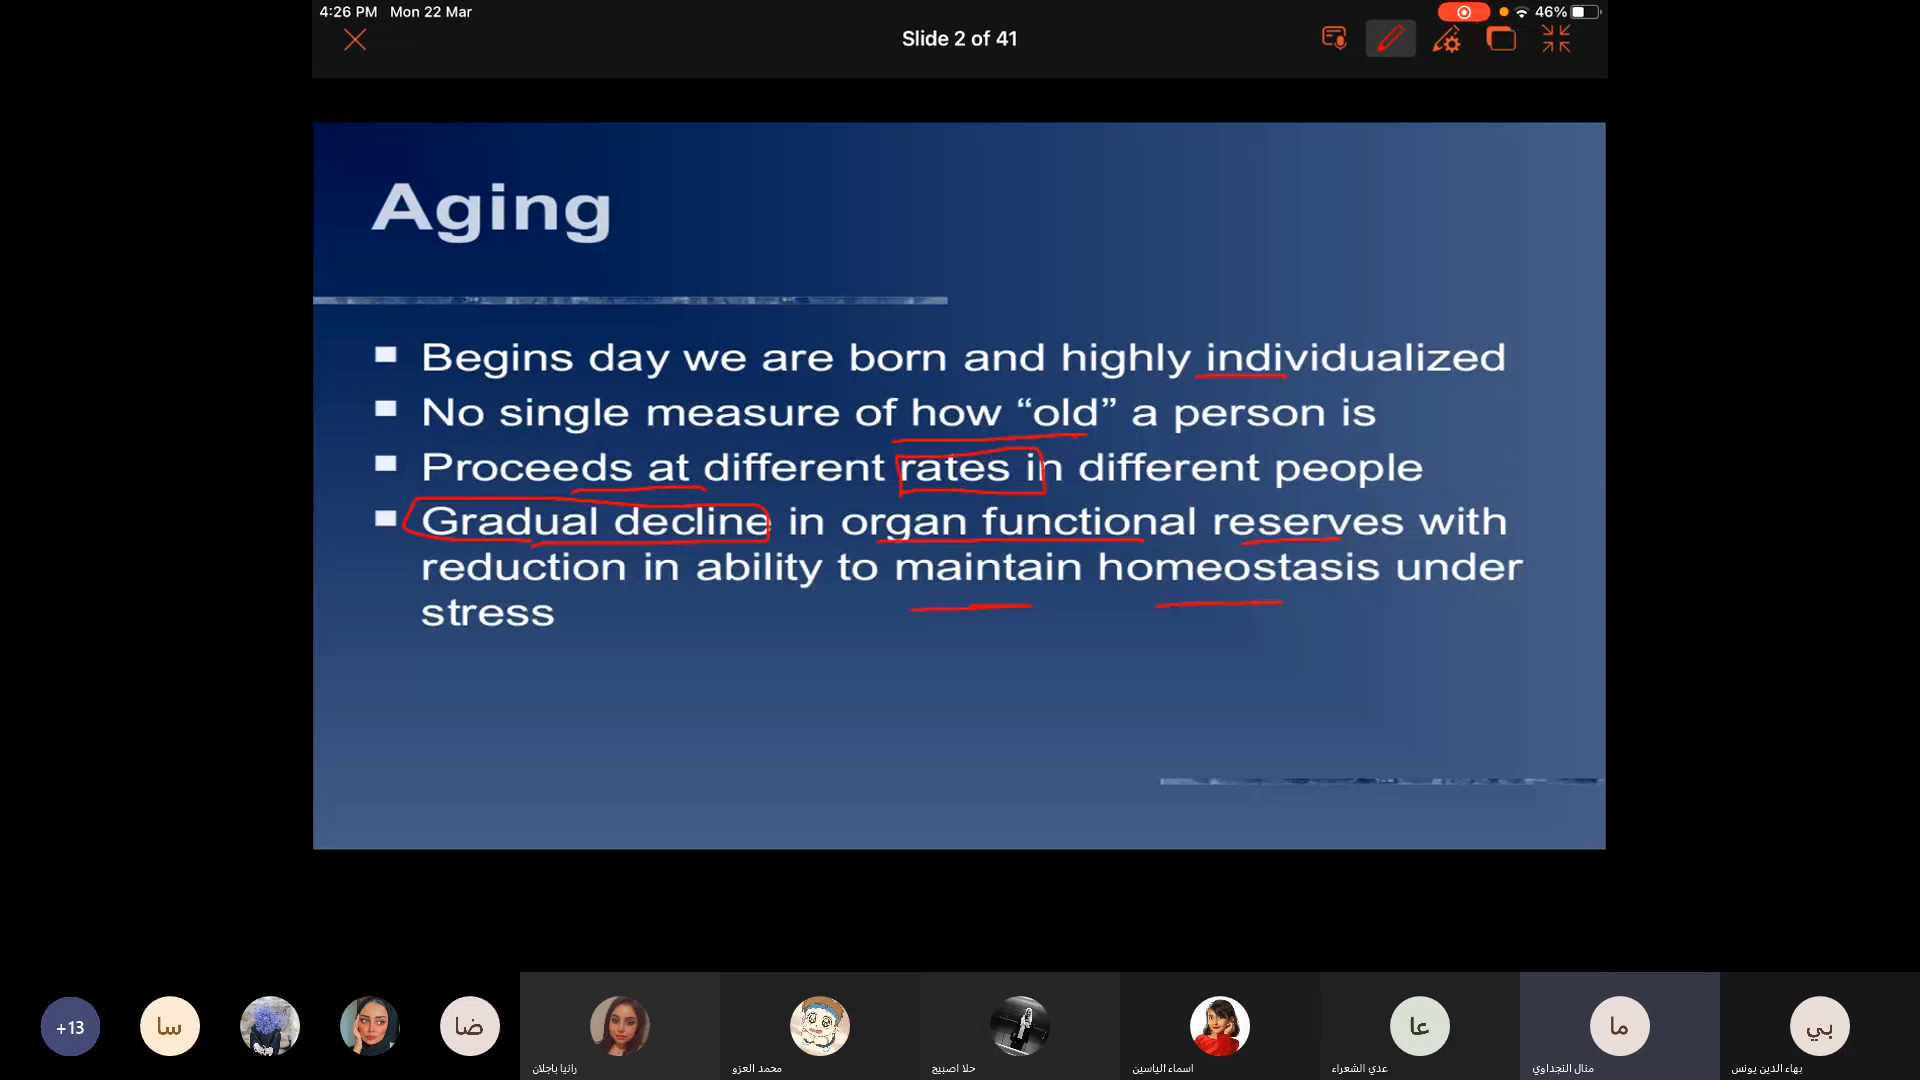 4:26 PM Mon 22 Mar
46%
Slide 2 of 41
Aging
Begins day we are born and highly individualized
No single measure of how “old” a person is
Proceeds at different rates in different people
Gradual decline in organ functional reserves with
reduction in ability to maintain homeostasis under
stress
+13
سا
ضا
عا
ما
بي
رانيا باجلان
محمد العزو
حلا اصبيح
اسماء الياسين
عدي الشعراء
منال النجداوي
بهاء الدين يونس